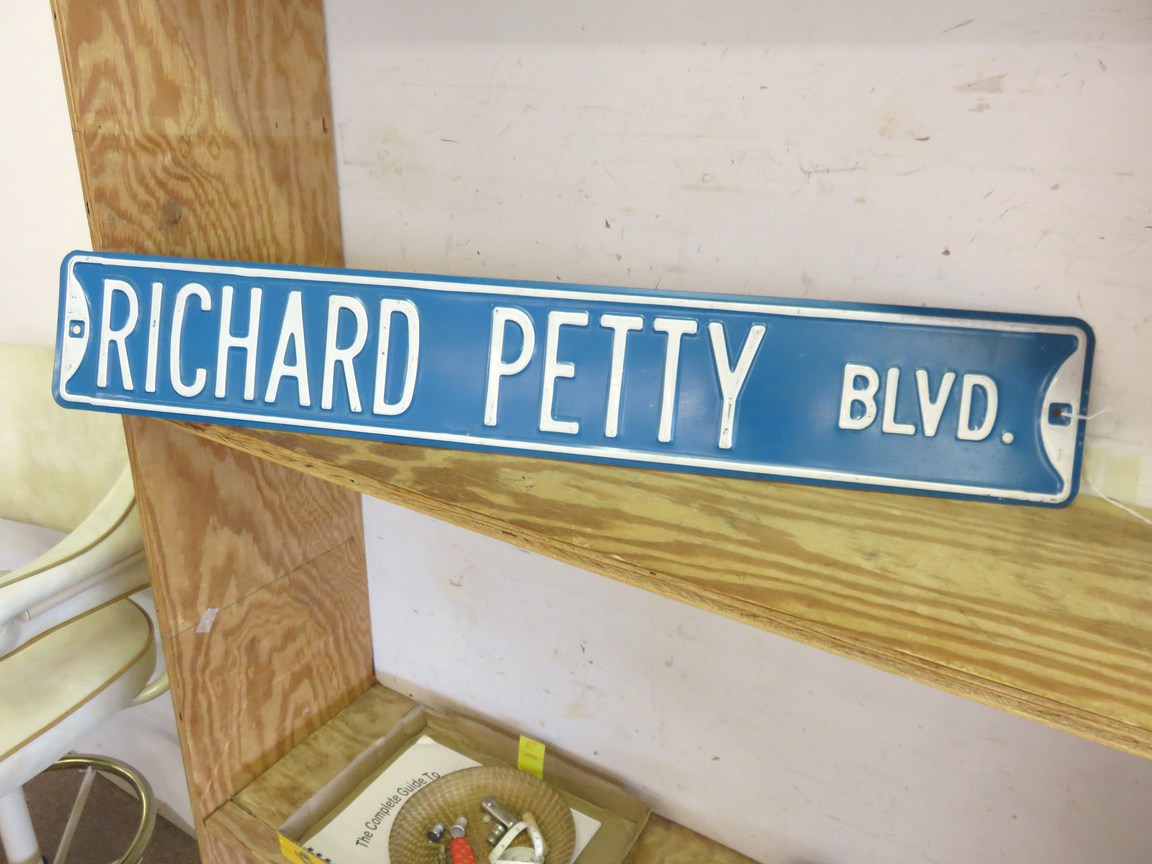 RICHARD PETTY BLVD.
The Complete Guide To